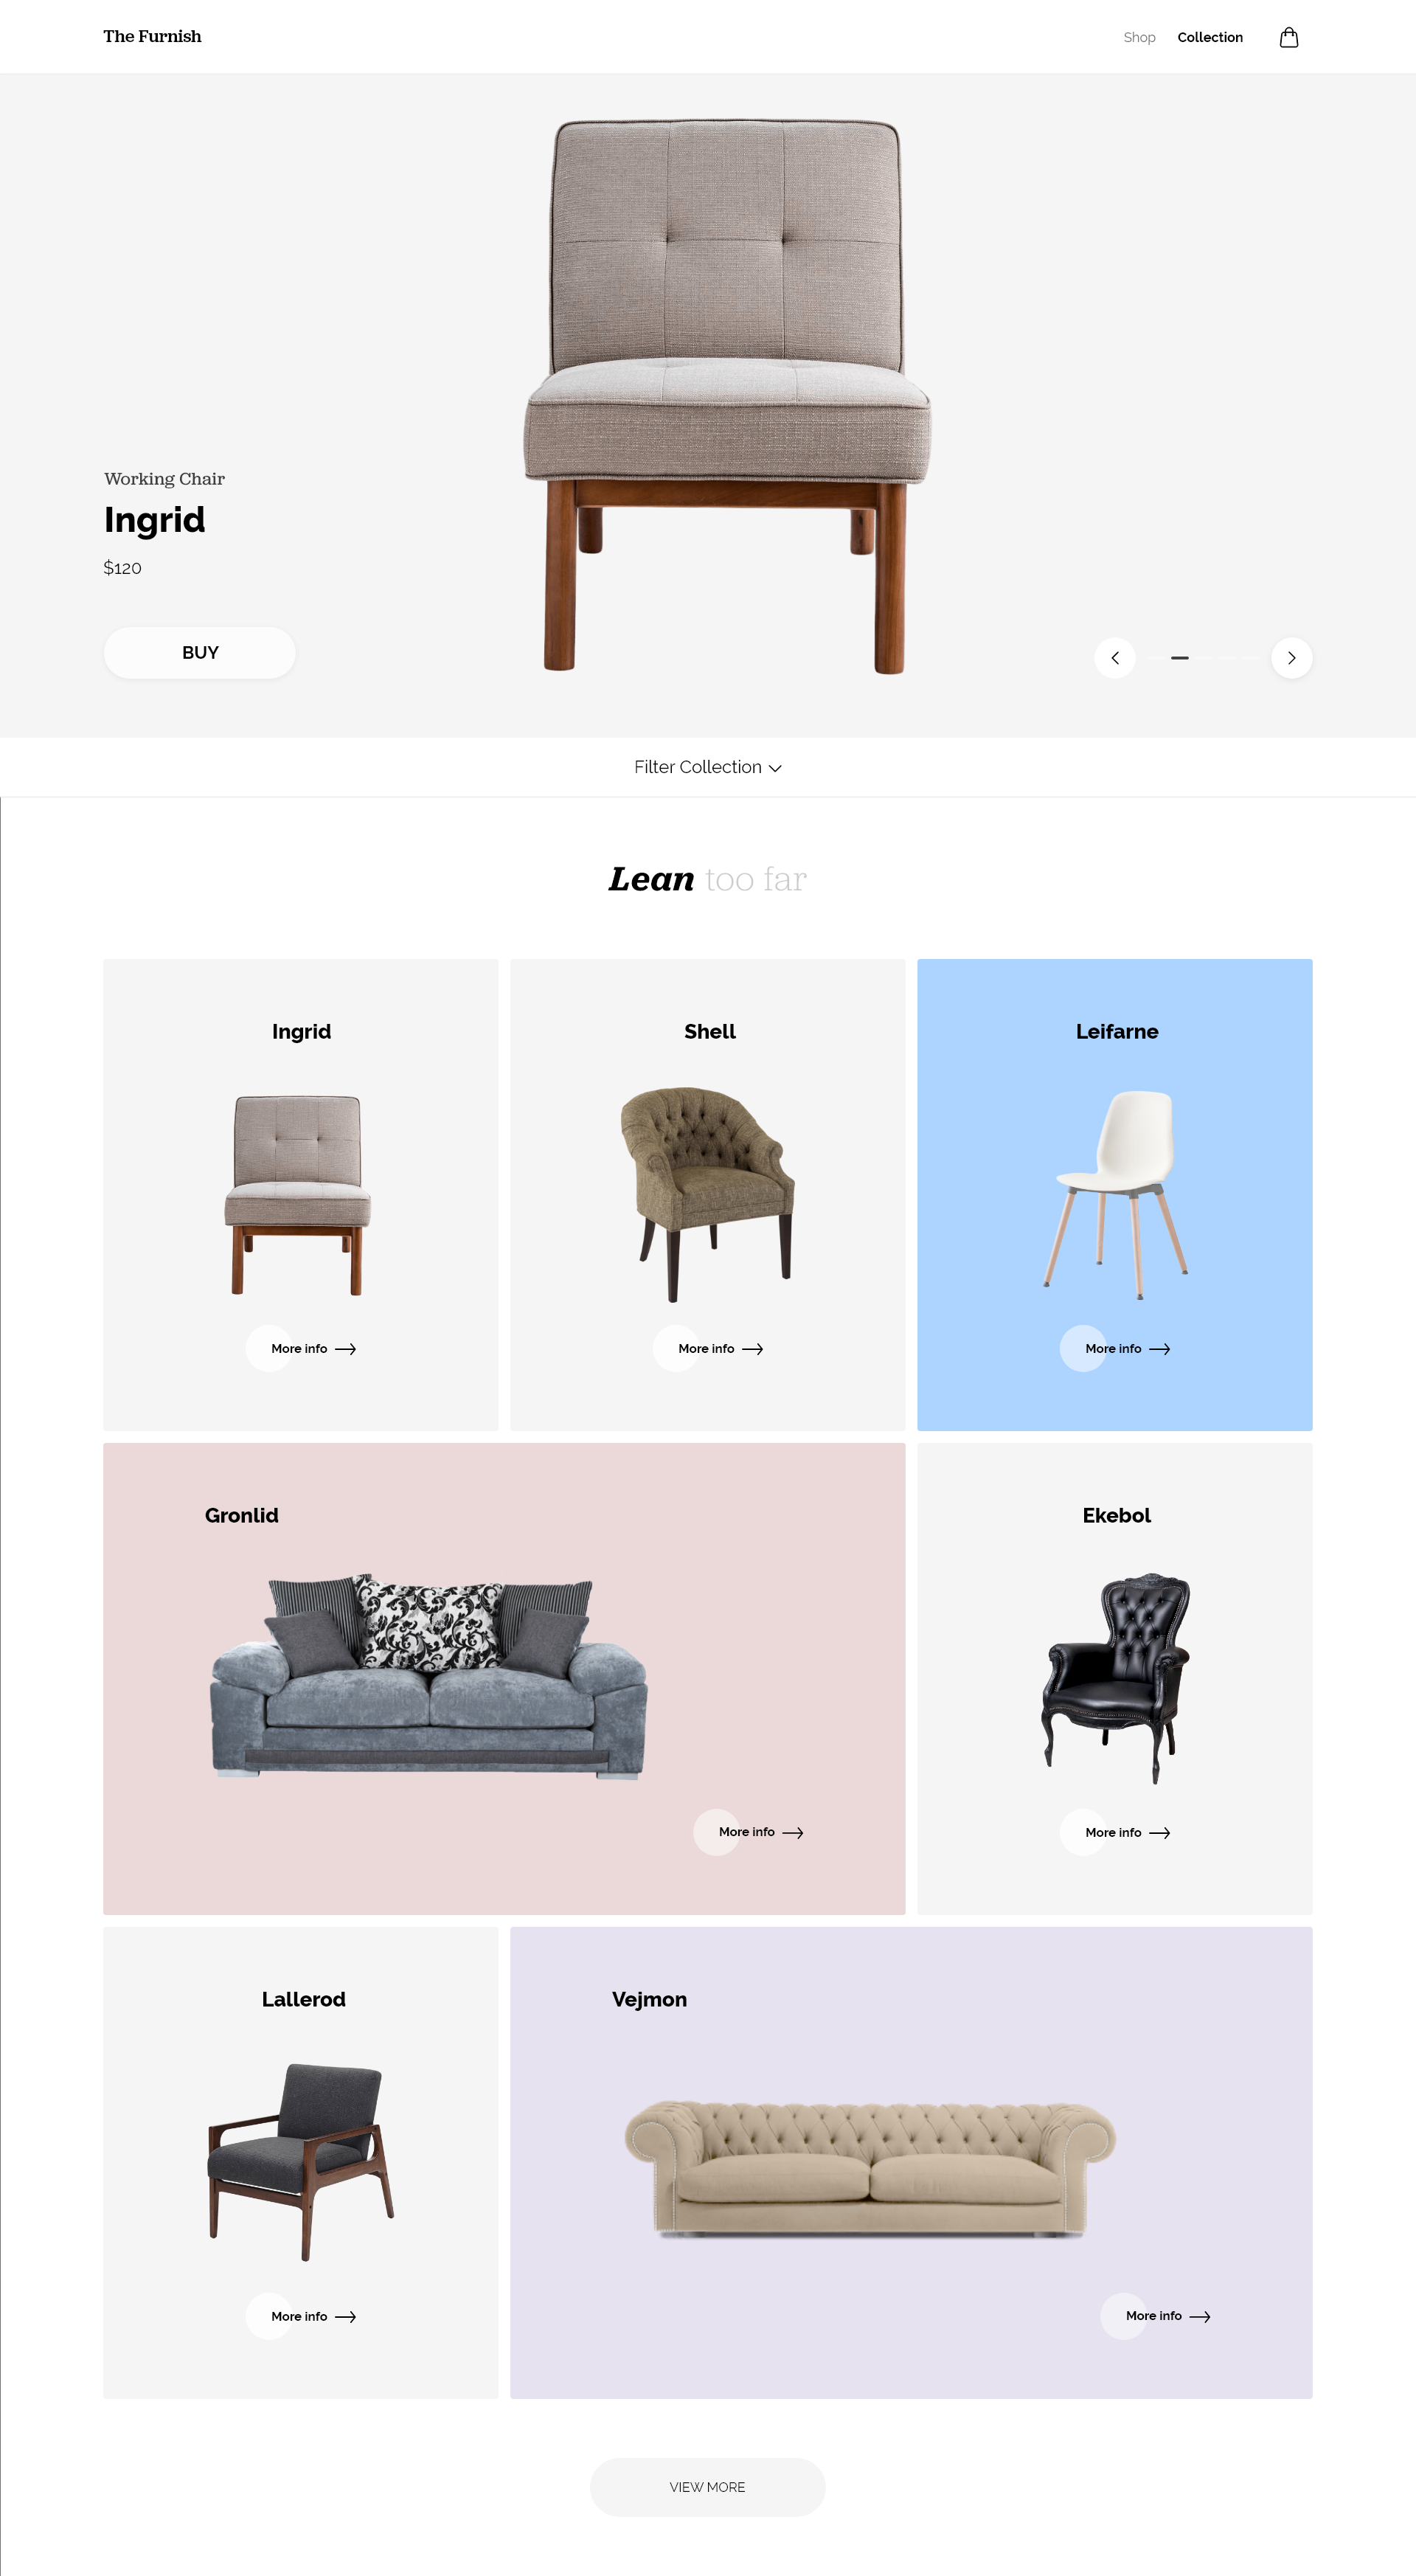 The Furnish
Shop
Collection
Working Chair
Ingrid
$120
BUY
Filter Collection
Lean too far
Ingrid
Shell
Leifarne
More info
More info
More info
Gronlid
Ekebol
More info
More info
Lallerod
Vejmon
More info
More info
VIEW MORE